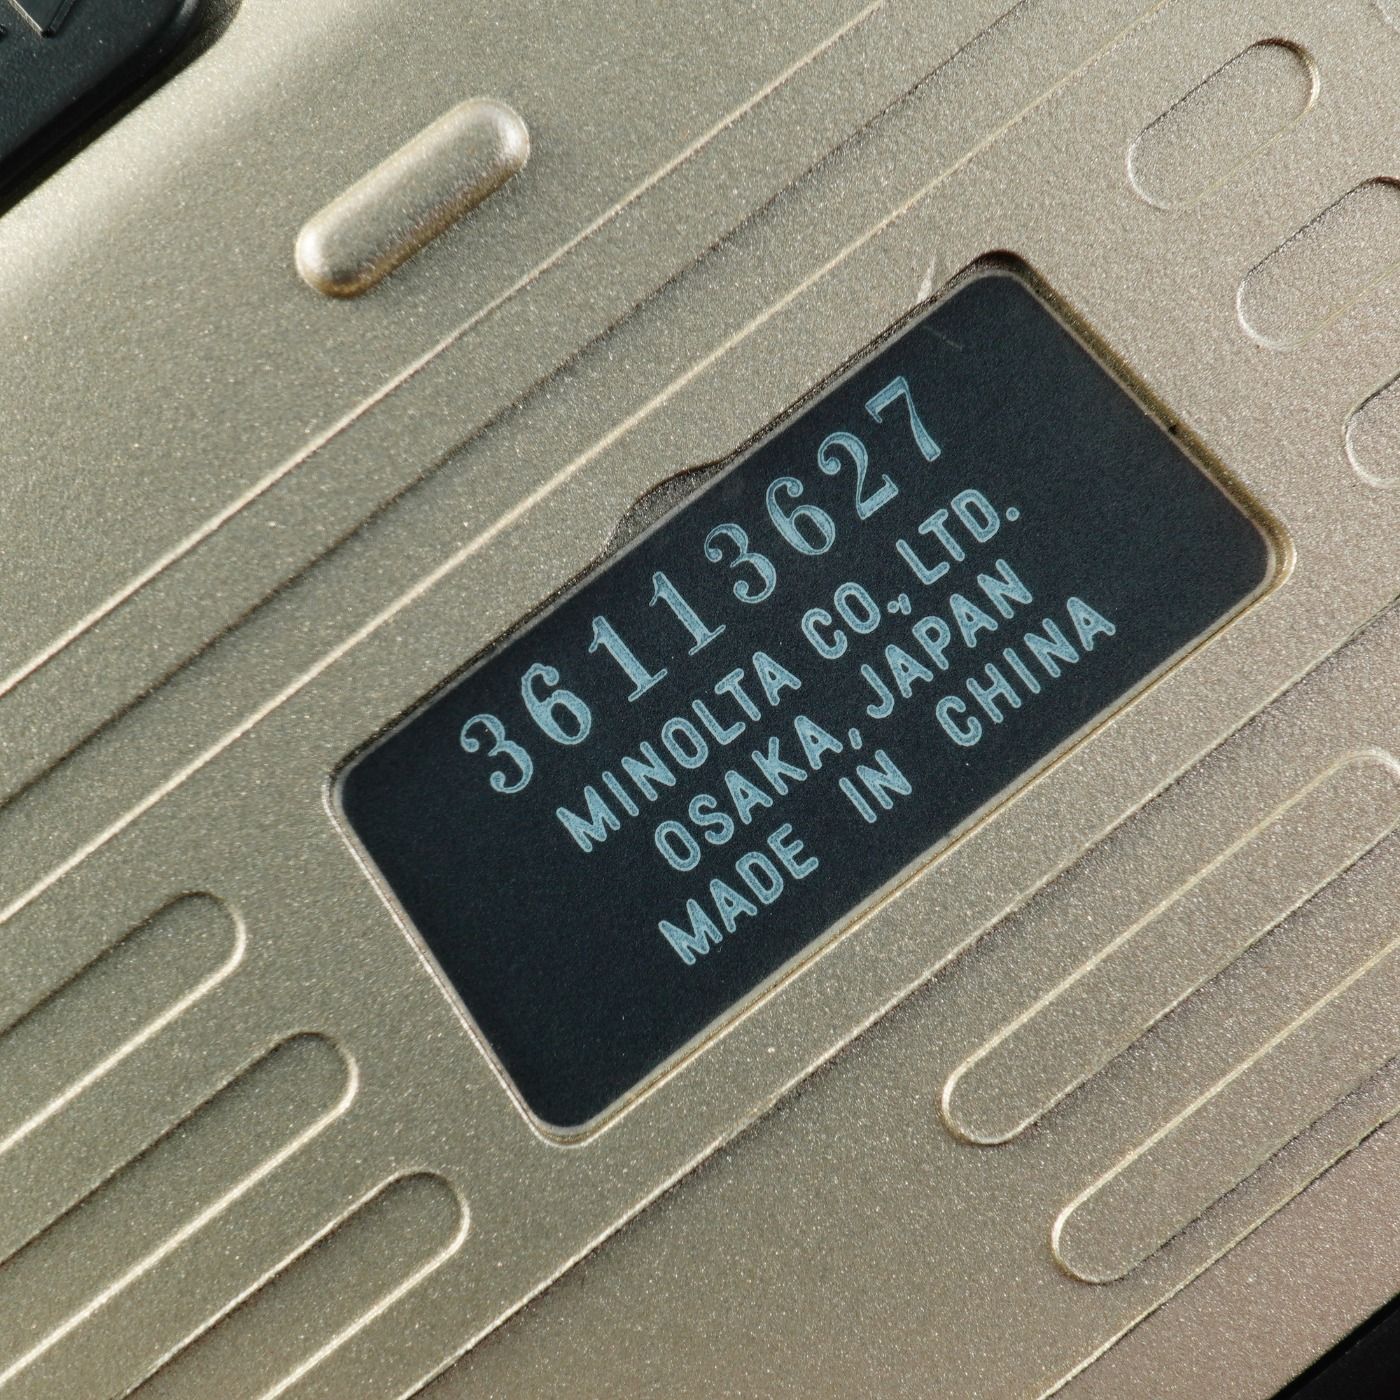 36113627
MINOLTA CO., LTD.
OSAKA, JAPAN
MADE IN CHINA